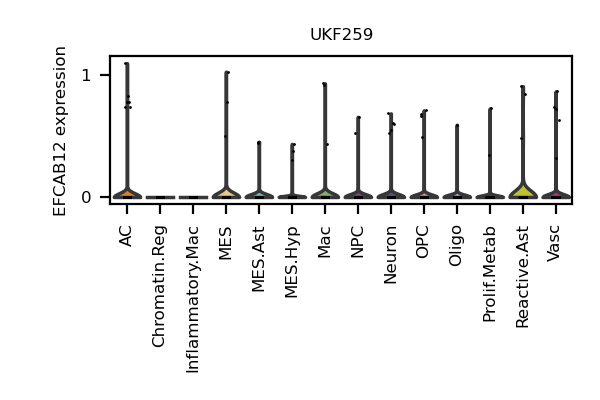 UKF259
EFCAB12 expression
1
0
AC
Chromatin.Reg
Inflammatory.Mac
MES
MES.Ast
MES.Hyp
Mac
NPC
Neuron
OPC
Oligo
Prolif.Metab
Reactive.Ast
Vasc